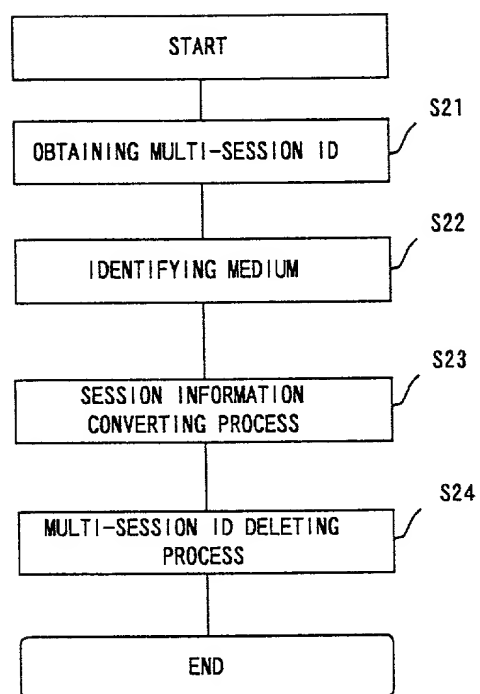 START
S21
OBTAINING MULTI-SESSION ID
S22
IDENTIFYING MEDIUM
S23
SESSION INFORMATION
CONVERTING PROCESS
S24
MULTI-SESSION ID DELETING
PROCESS
END